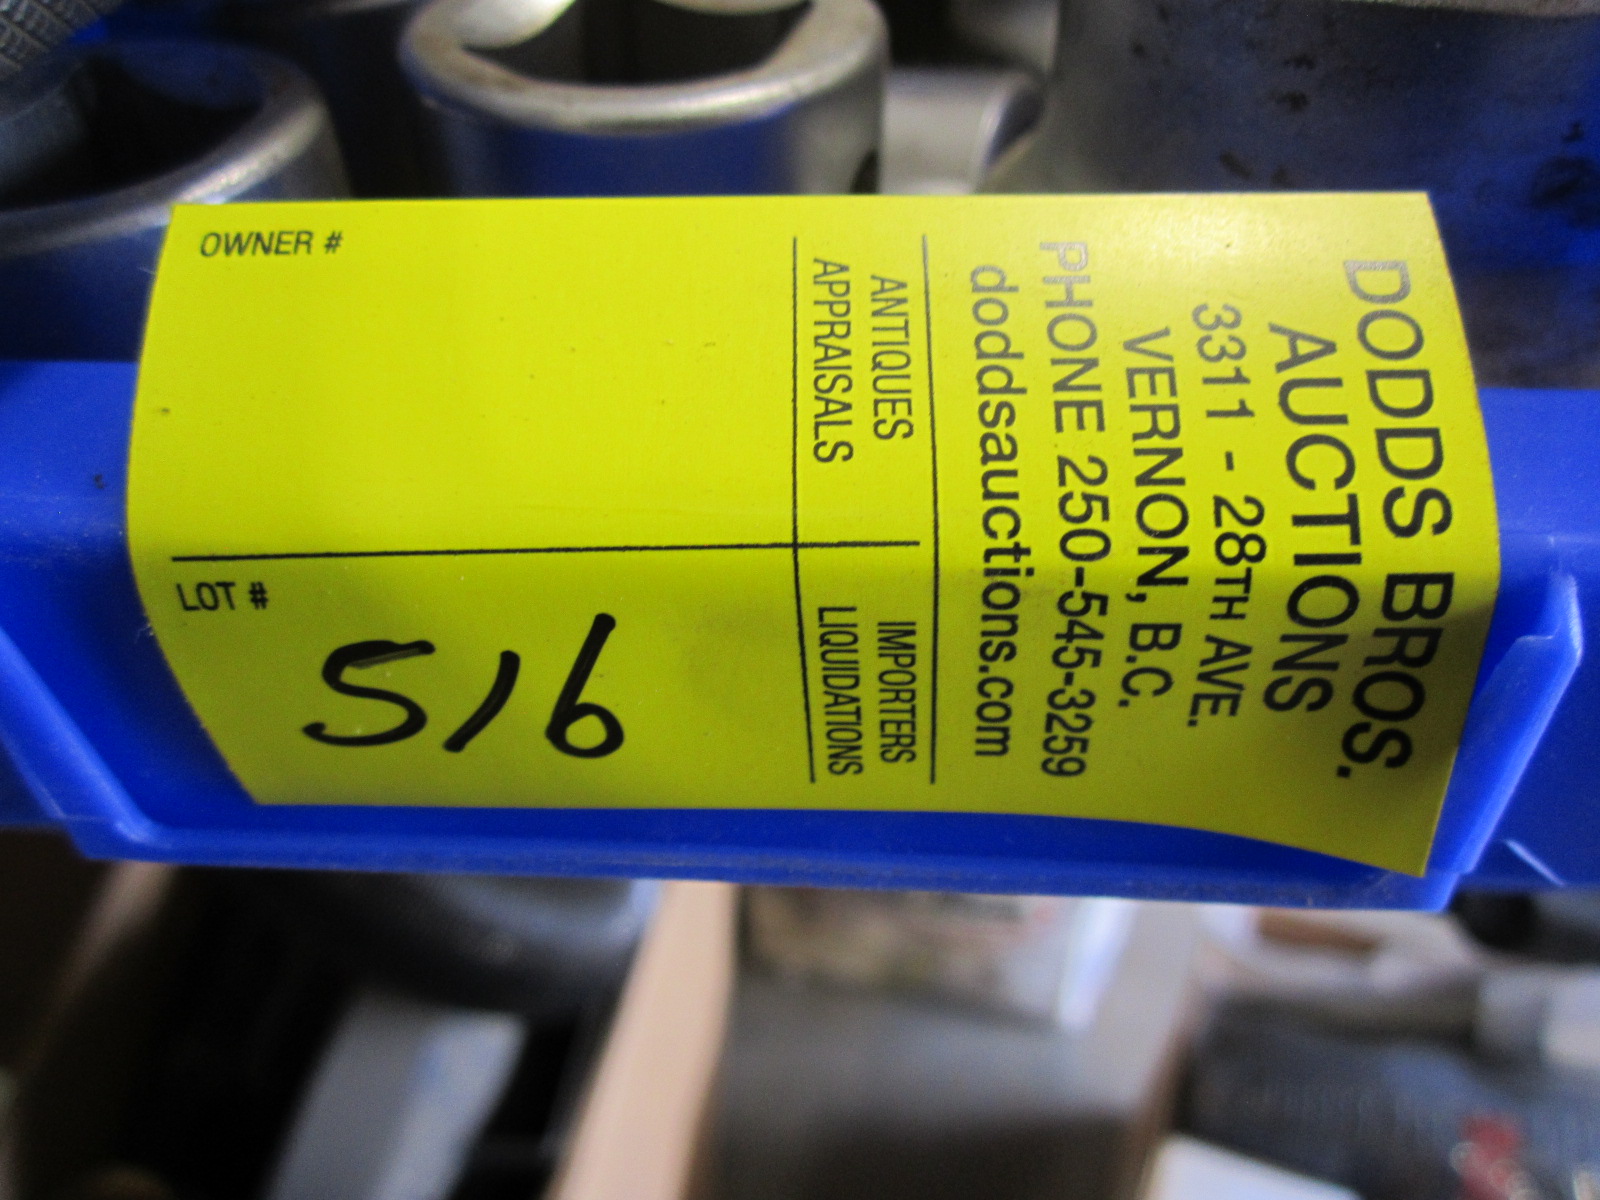 DODDS BROS.
AUCTIONS
3311 - 28TH AVE.
VERNON, B.C.
PHONE 250-545-3259
doddsauctions.com
ANTIQUES
APPRAISALS
IMPORTERS
LIQUIDATIONS
OWNER #
LOT #
516